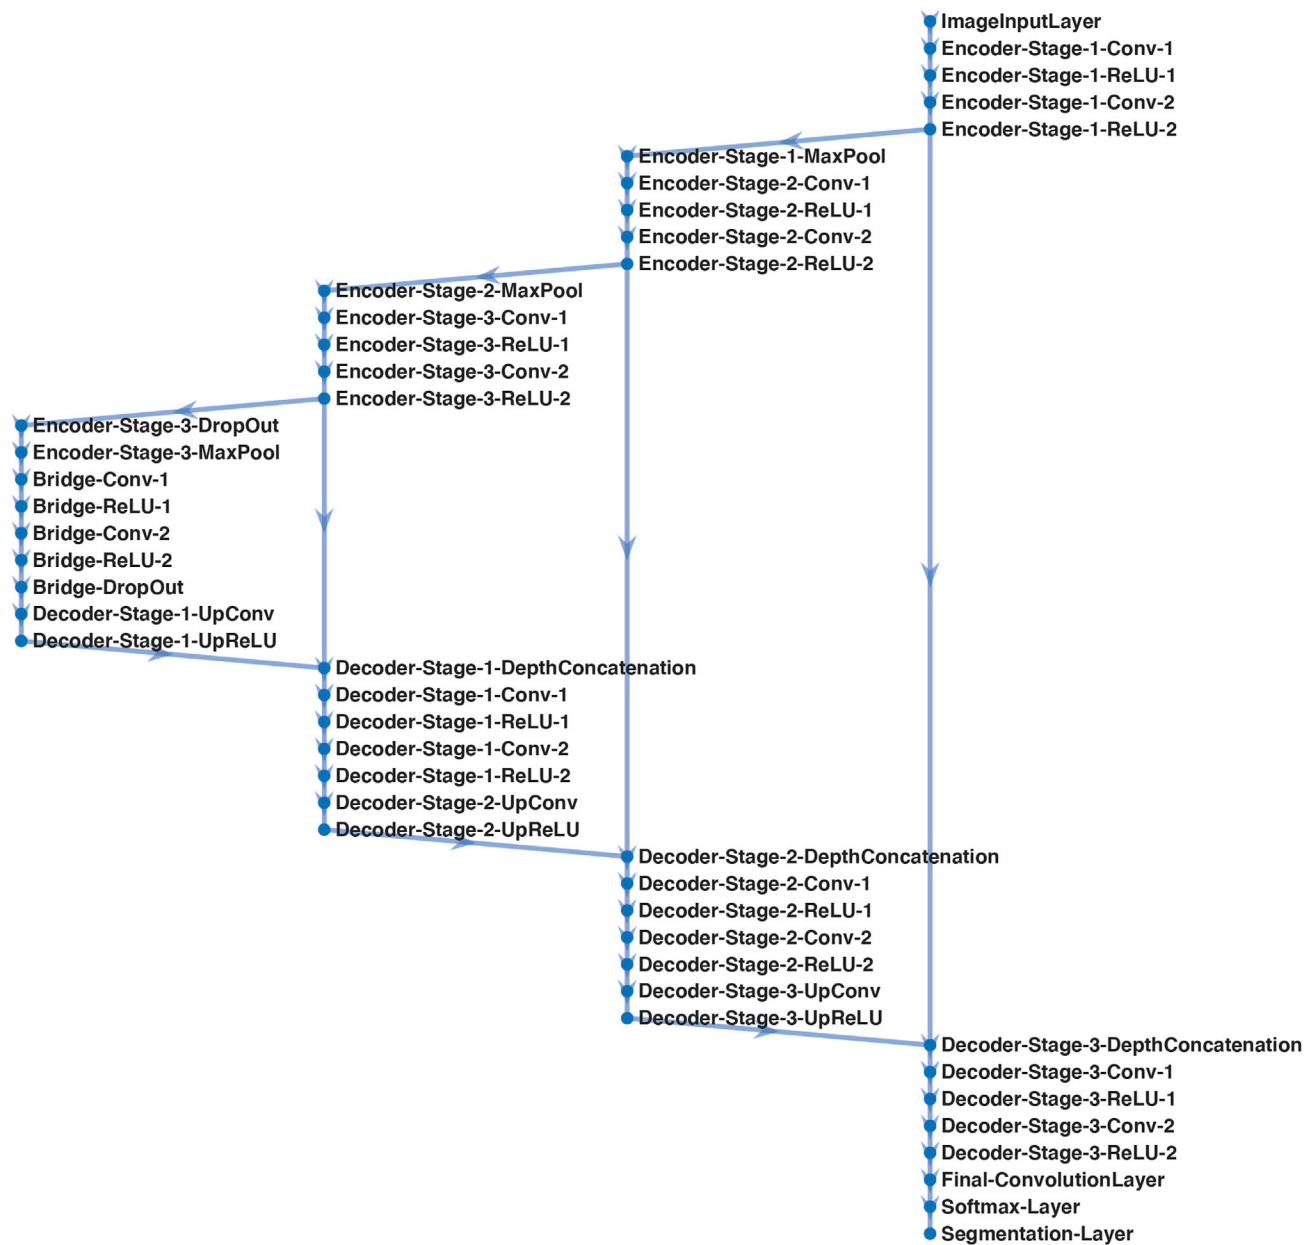 ImageInputLayer
Encoder-Stage-1-Conv-1
Encoder-Stage-1-ReLU-1
Encoder-Stage-1-Conv-2
Encoder-Stage-1-ReLU-2
Encoder-Stage-1-MaxPool
Encoder-Stage-2-Conv-1
Encoder-Stage-2-ReLU-1
Encoder-Stage-2-Conv-2
Encoder-Stage-2-ReLU-2
Encoder-Stage-2-MaxPool
Encoder-Stage-3-Conv-1
Encoder-Stage-3-ReLU-1
Encoder-Stage-3-Conv-2
Encoder-Stage-3-ReLU-2
Encoder-Stage-3-DropOut
Encoder-Stage-3-MaxPool
Bridge-Conv-1
Bridge-ReLU-1
Bridge-Conv-2
Bridge-ReLU-2
Bridge-DropOut
Decoder-Stage-1-UpConv
Decoder-Stage-1-UpReLU
Decoder-Stage-1-DepthConcatenation
Decoder-Stage-1-Conv-1
Decoder-Stage-1-ReLU-1
Decoder-Stage-1-Conv-2
Decoder-Stage-1-ReLU-2
Decoder-Stage-2-UpConv
Decoder-Stage-2-UpReLU
Decoder-Stage-2-DepthConcatenation
Decoder-Stage-2-Conv-1
Decoder-Stage-2-ReLU-1
Decoder-Stage-2-Conv-2
Decoder-Stage-2-ReLU-2
Decoder-Stage-3-UpConv
Decoder-Stage-3-UpReLU
Decoder-Stage-3-DepthConcatenation
Decoder-Stage-3-Conv-1
Decoder-Stage-3-ReLU-1
Decoder-Stage-3-Conv-2
Decoder-Stage-3-ReLU-2
Final-ConvolutionLayer
Softmax-Layer
Segmentation-Layer